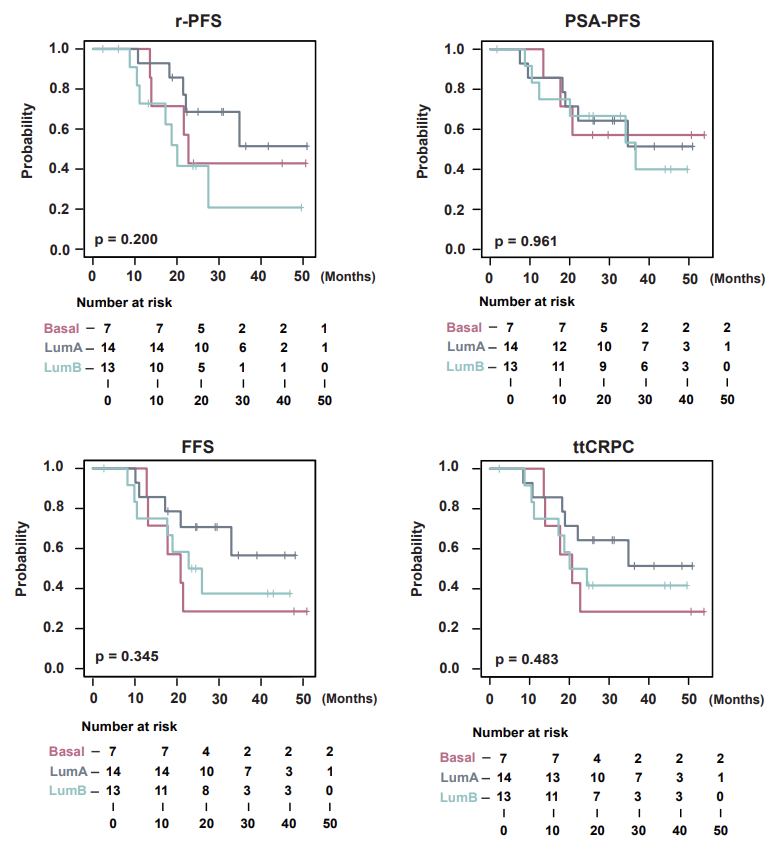 r-PFS
Probability
1.0
0.8
0.6
0.4
0.2
0.0
p = 0.200
0 10 20 30 40 50 (Months)
Number at risk
Basal – 7 7 5 2 2 1
LumA – 14 14 10 6 2 1
LumB – 13 10 5 1 1 0
0 10 20 30 40 50
PSA-PFS
Probability
1.0
0.8
0.6
0.4
0.2
0.0
p = 0.961
0 10 20 30 40 50 (Months)
Number at risk
Basal – 7 7 5 2 2 2
LumA – 14 12 10 7 3 1
LumB – 13 11 9 6 3 0
0 10 20 30 40 50
FFS
Probability
1.0
0.8
0.6
0.4
0.2
0.0
p = 0.345
0 10 20 30 40 50 (Months)
Number at risk
Basal – 7 7 4 2 2 2
LumA – 14 14 10 7 3 1
LumB – 13 11 8 3 3 0
0 10 20 30 40 50
ttCRPC
Probability
1.0
0.8
0.6
0.4
0.2
0.0
p = 0.483
0 10 20 30 40 50 (Months)
Number at risk
Basal – 7 7 4 2 2 2
LumA – 14 13 10 7 3 1
LumB – 13 11 7 3 3 0
0 10 20 30 40 50